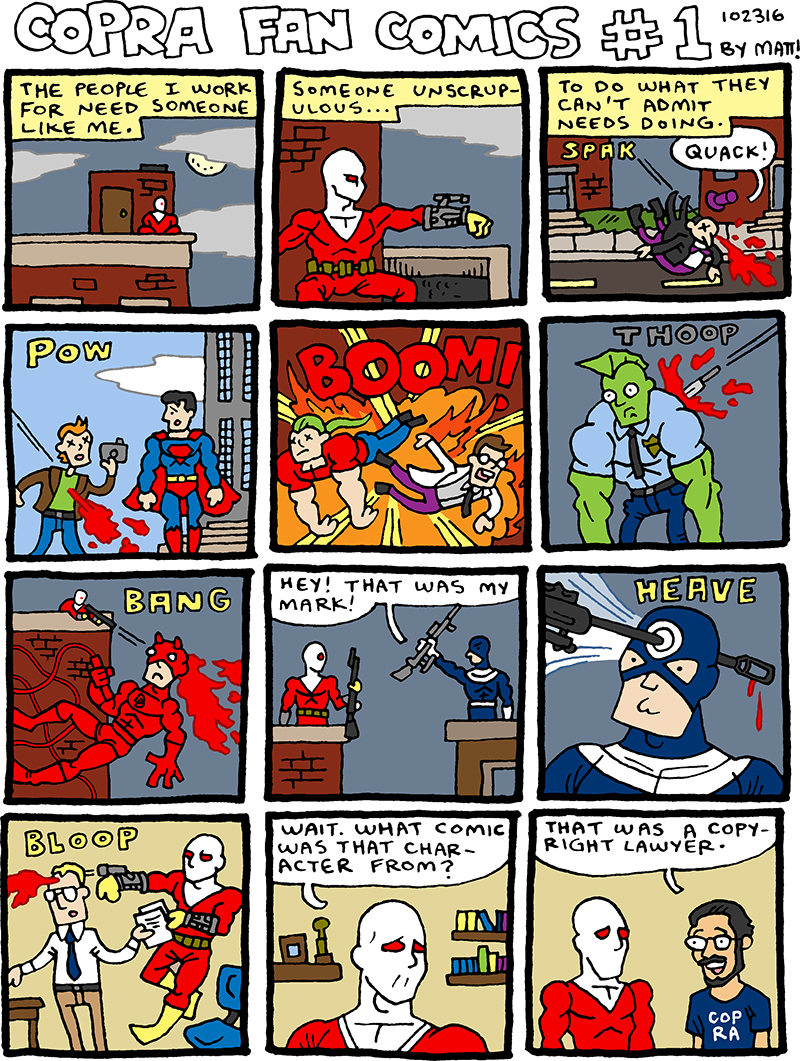 COPRA FAN COMICS #1
102316
BY MATT!
THE PEOPLE I WORK
FOR NEED SOMEONE
LIKE ME.
SOMEONE UNSCRUP-
ULOUS...
TO DO WHAT THEY
CAN'T ADMIT
NEEDS DOING.
SPAK
QUACK!
POW
BOOM!
THOOP
BANG
HEY! THAT WAS MY
MARK!
HEAVE
BLOOP
WAIT. WHAT COMIC
WAS THAT CHAR-
ACTER FROM?
THAT WAS A COPY-
RIGHT LAWYER.
COP
RA